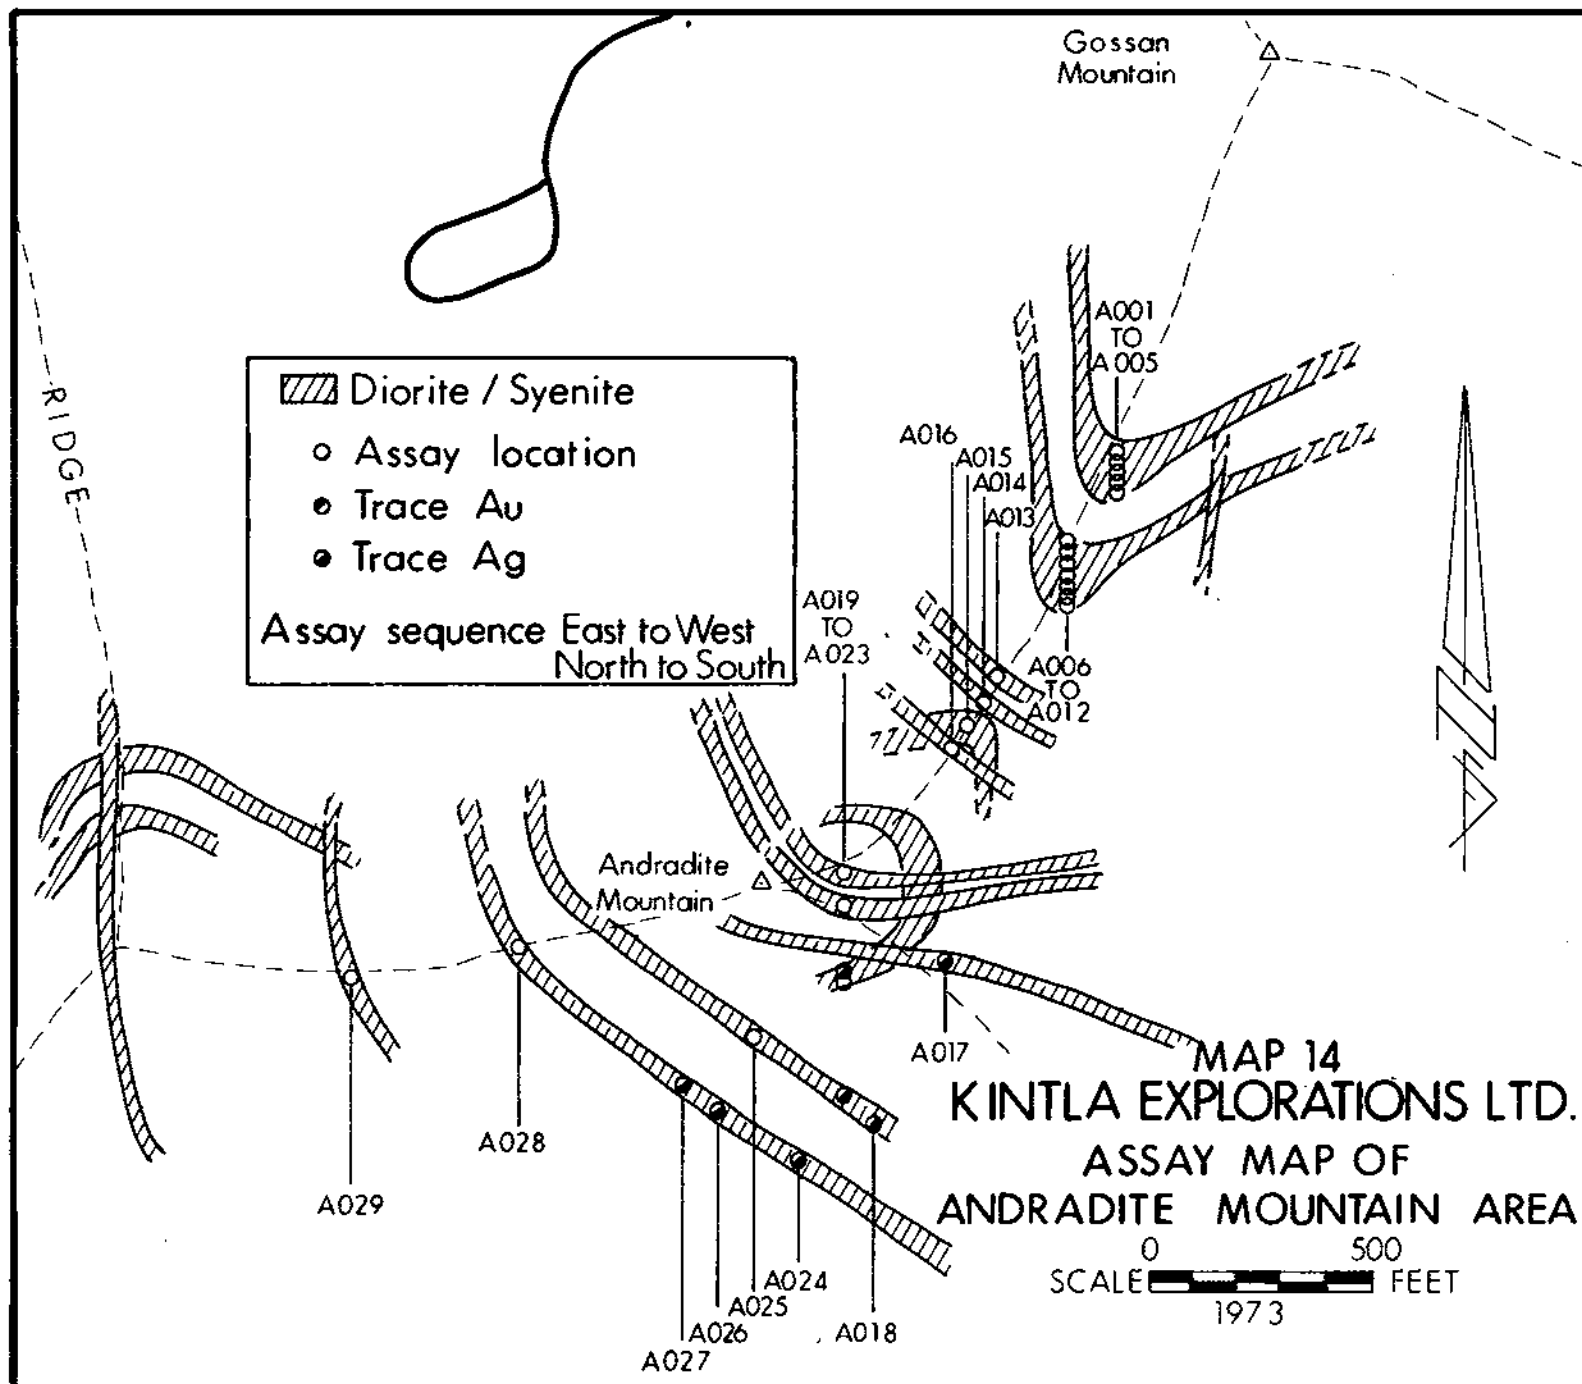 Gossan
Mountain
A001
TO
A005
RIDGE
Diorite / Syenite
Assay location
Trace Au
Trace Ag
Assay sequence East to West
North to South
A016
A015
A014
A013
A019
TO
A023
A006
TO
A012
Andradite
Mountain
A017
A028
A029
A024
A025
A026
A027
A018
MAP 14
KINTLA EXPLORATIONS LTD.
ASSAY MAP OF
ANDRADITE MOUNTAIN AREA
0 500
SCALE FEET
1973